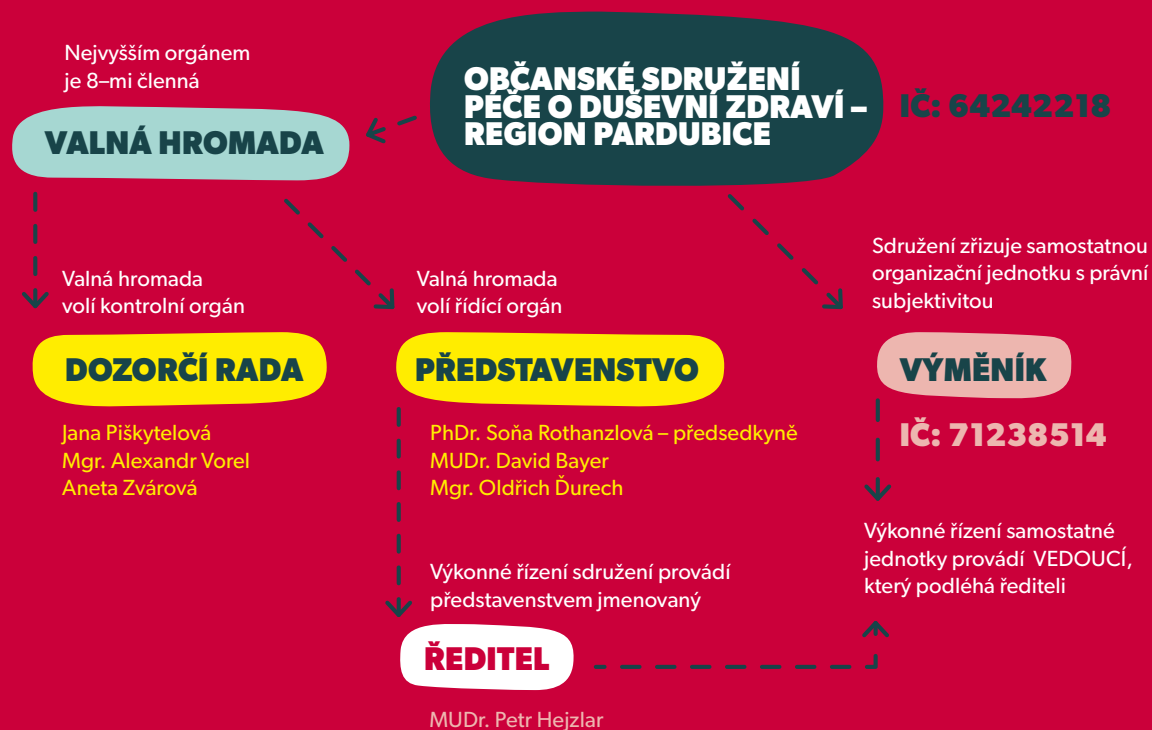 Nejvyšším orgánem
je 8–mi členná
VALNÁ HROMADA
OBČANSKÉ SDRUŽENÍ
PÉČE O DUŠEVNÍ ZDRAVÍ –
REGION PARDUBICE
IČ: 64242218
Valná hromada
volí kontrolní orgán
DOZORČÍ RADA
Jana Piškytelová
Mgr. Alexandr Vorel
Aneta Zvárová
Valná hromada
volí řídící orgán
PŘEDSTAVENSTVO
PhDr. Soňa Rothanzlová – předsedkyně
MUDr. David Bayer
Mgr. Oldřich Ďurech
Sdružení zřizuje samostatnou
organizační jednotku s právní
subjektivitou
VÝMĚNÍK
IČ: 71238514
Výkonné řízení samostatné
jednotky provádí VEDOUCÍ,
který podléhá řediteli
Výkonné řízení sdružení provádí
představenstvem jmenovaný
ŘEDITEL
MUDr. Petr Hejzlar